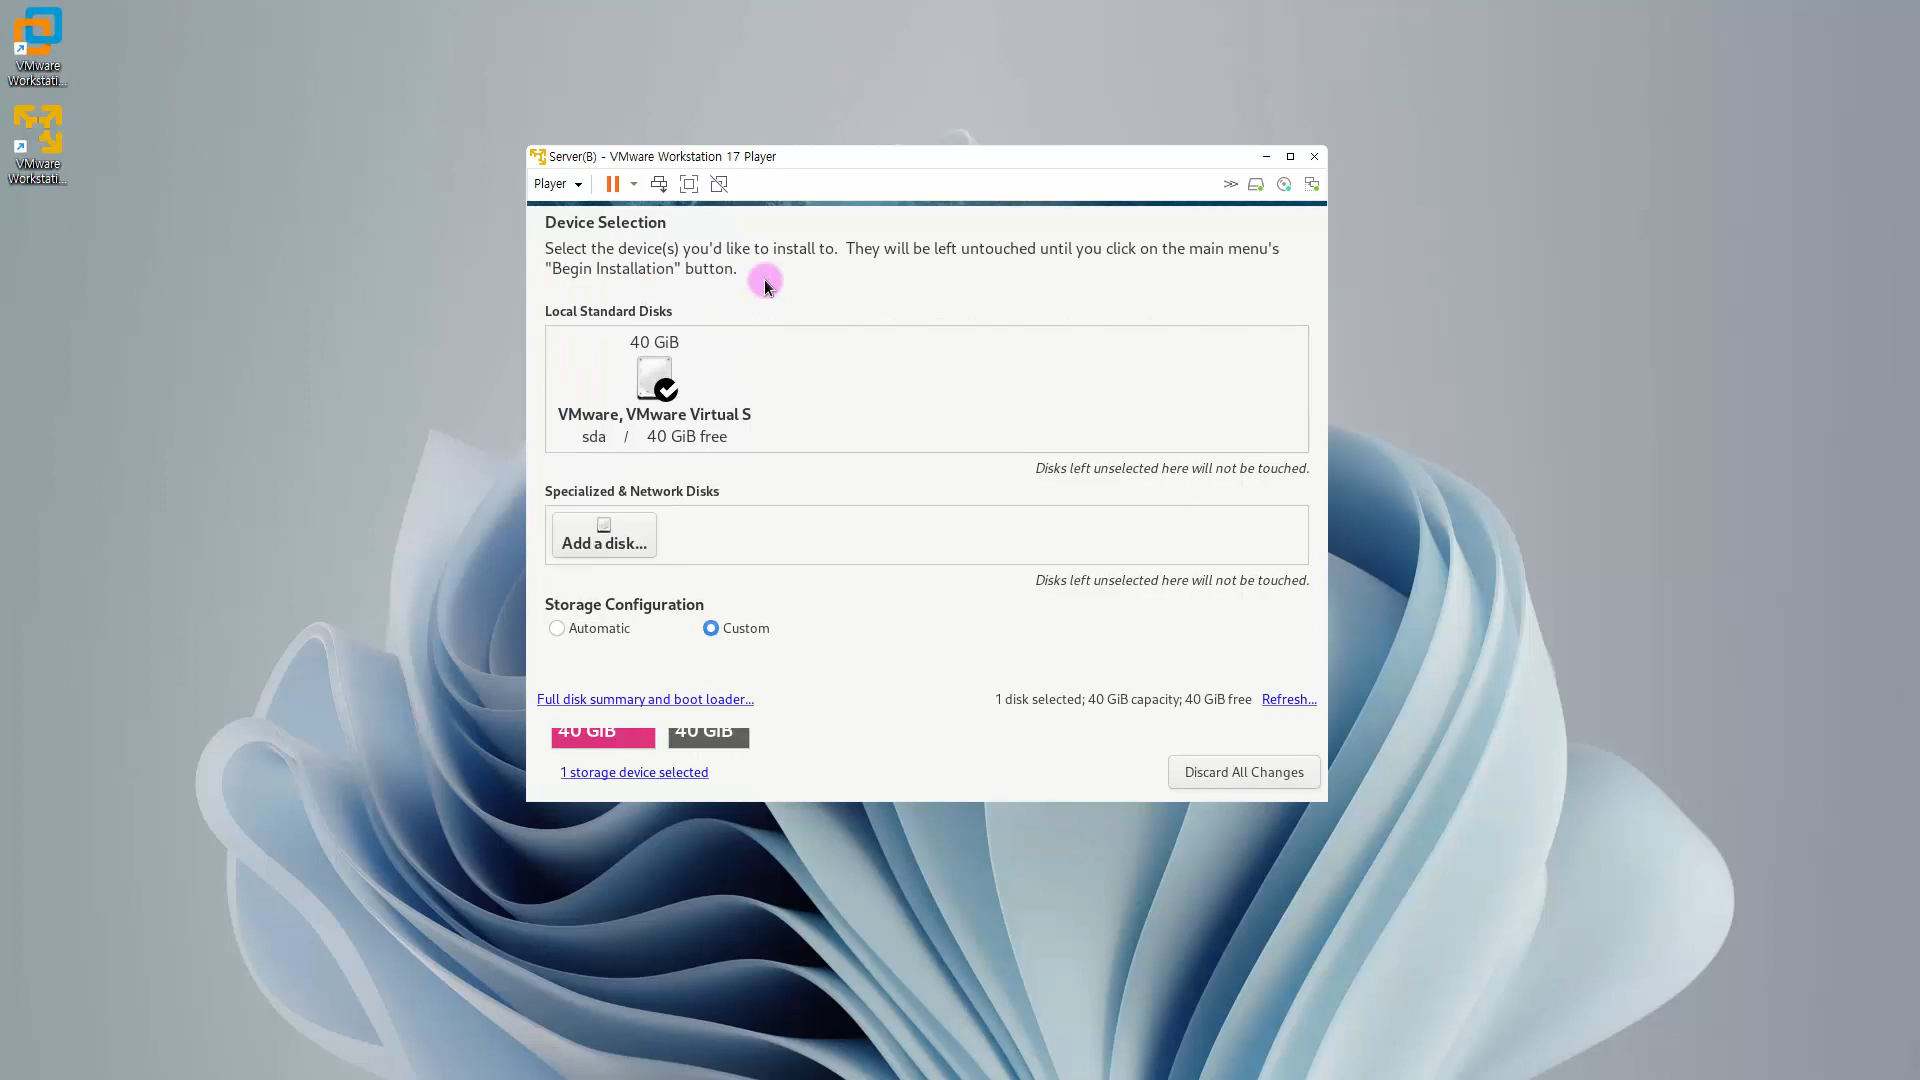 VMware
Workstati...
VMware
Workstati...
Server(B) - VMware Workstation 17 Player
Player
Device Selection
Select the device(s) you'd like to install to.  They will be left untouched until you click on the main menu's
"Begin Installation" button.
Local Standard Disks
40 GiB
VMware, VMware Virtual S
sda / 40 GiB free
Disks left unselected here will not be touched.
Specialized & Network Disks
Add a disk...
Disks left unselected here will not be touched.
Storage Configuration
Automatic Custom
Full disk summary and boot loader... 1 disk selected; 40 GiB capacity; 40 GiB free Refresh...
40 GiB 40 GiB
1 storage device selected Discard All Changes